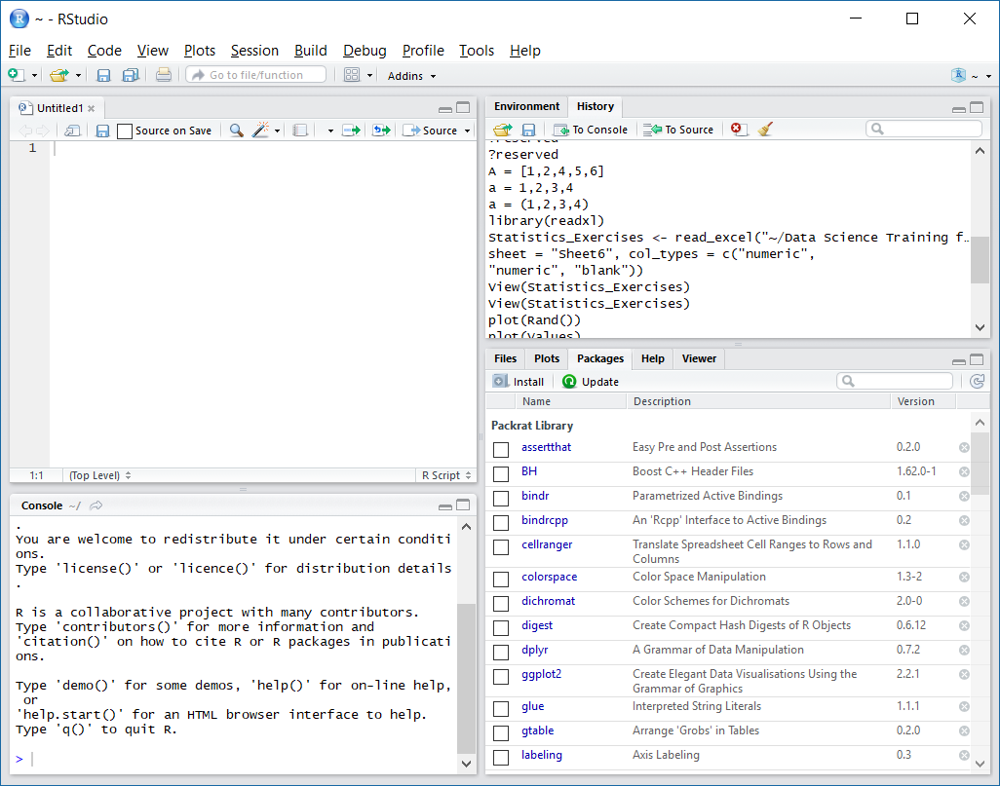 ~ - RStudio
File Edit Code View Plots Session Build Debug Profile Tools Help
Go to file/function Addins ~
Untitled1
Source on Save Source
1
1:1 (Top Level) R Script
Console ~/
.
You are welcome to redistribute it under certain conditi
ons.
Type 'license()' or 'licence()' for distribution details
.
R is a collaborative project with many contributors.
Type 'contributors()' for more information and
'citation()' on how to cite R or R packages in publicati
ons.
Type 'demo()' for some demos, 'help()' for on-line help,
or
'help.start()' for an HTML browser interface to help.
Type 'q()' to quit R.
>
Environment History
To Console To Source
?reserved
?reserved
A = [1,2,4,5,6]
a = 1,2,3,4
a = (1,2,3,4)
library(readxl)
Statistics_Exercises <- read_excel("~/Data Science Training f…
sheet = "Sheet6", col_types = c("numeric",
"numeric", "blank"))
View(Statistics_Exercises)
View(Statistics_Exercises)
plot(Rand())
plot(Values)
Files Plots Packages Help Viewer
Install Update
Name Description Version
Packrat Library
assertthat Easy Pre and Post Assertions 0.2.0
BH Boost C++ Header Files 1.62.0-1
bindr Parametrized Active Bindings 0.1
bindrcpp An 'Rcpp' Interface to Active Bindings 0.2
cellranger Translate Spreadsheet Cell Ranges to Rows and 1.1.0
Columns
colorspace Color Space Manipulation 1.3-2
dichromat Color Schemes for Dichromats 2.0-0
digest Create Compact Hash Digests of R Objects 0.6.12
dplyr A Grammar of Data Manipulation 0.7.2
ggplot2 Create Elegant Data Visualisations Using the 2.2.1
Grammar of Graphics
glue Interpreted String Literals 1.1.1
gtable Arrange 'Grobs' in Tables 0.2.0
labeling Axis Labeling 0.3